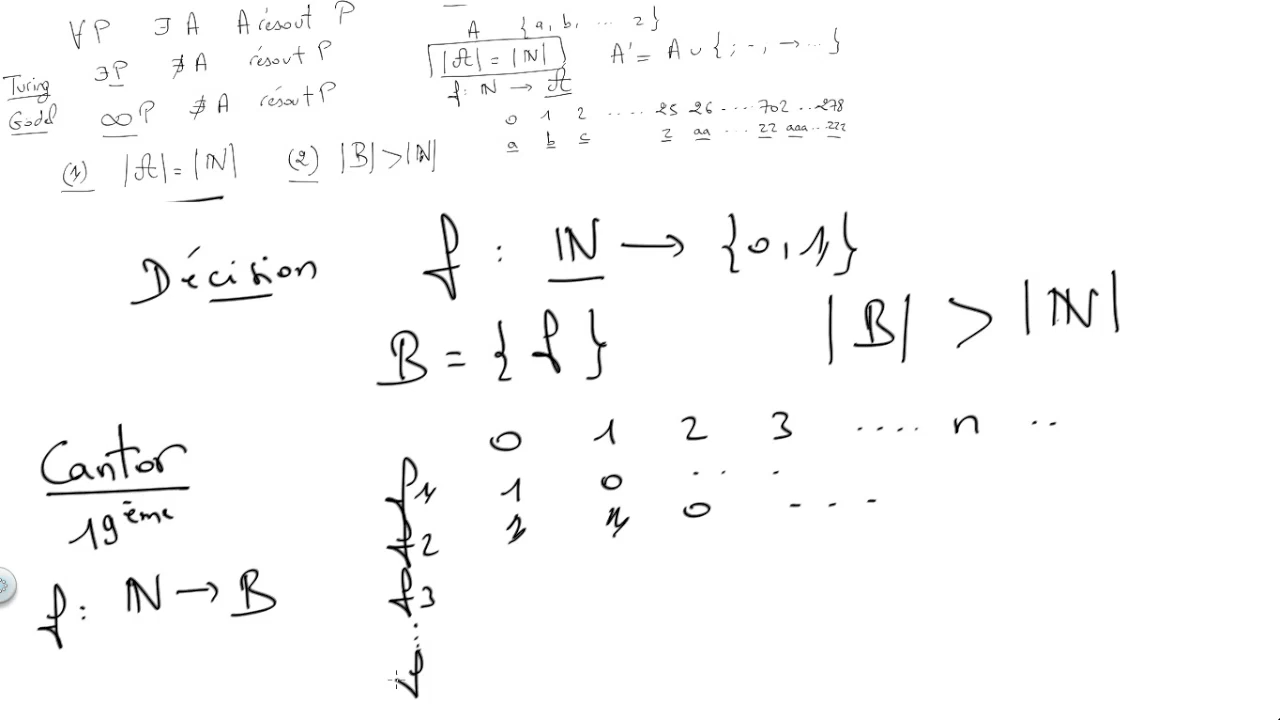 ∀P ∃A A résout P
Turing ∃P ∄A résout P
Godel ∞P ∄A résout P
(1) |𝒜| = |ℕ| (2) |B| > |ℕ|
A {a, b, ... z}
|𝒜| = |ℕ| A' = A ∪ { ; - , → ... }
f: ℕ → 𝒜
0 1 2 .... 25 26 .... 702 ... 278
a b c z aa ... zz aaa ... zzz
Décision f : ℕ → {0, 1}
B = { f } |B| > |ℕ|
Cantor
19ème
f: ℕ → B
0 1 2 3 .... n ..
f1 1 0 ...
f2 1 1 0 ...
f3
⋮
f